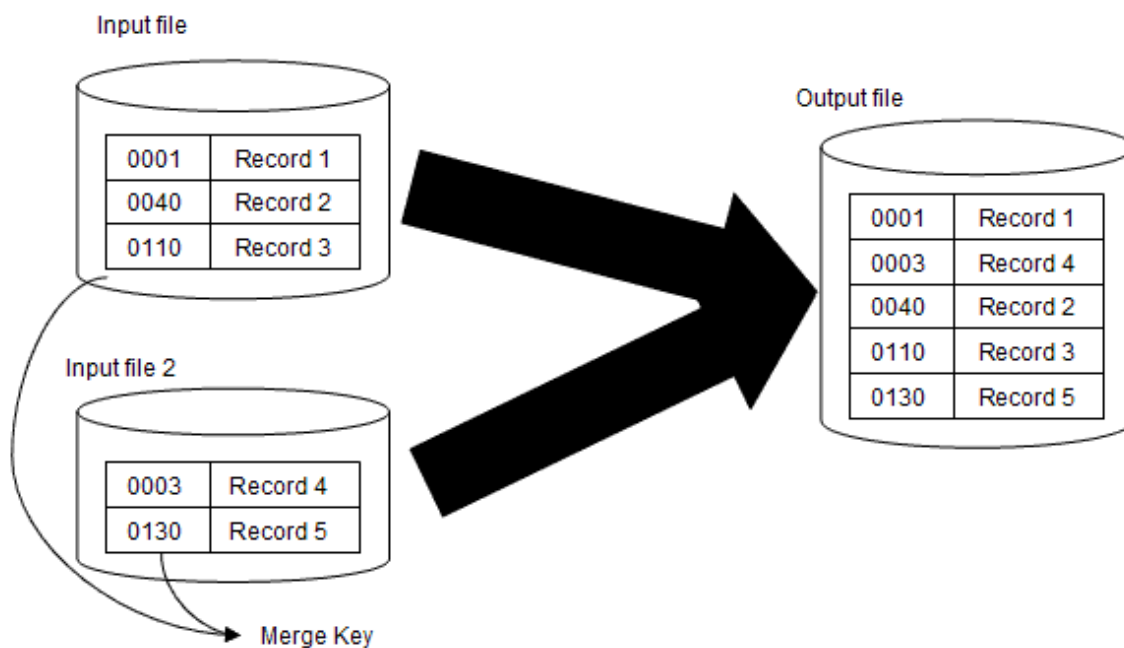 Input file
0001 Record 1
0040 Record 2
0110 Record 3
Input file 2
0003 Record 4
0130 Record 5
Merge Key
Output file
0001 Record 1
0003 Record 4
0040 Record 2
0110 Record 3
0130 Record 5